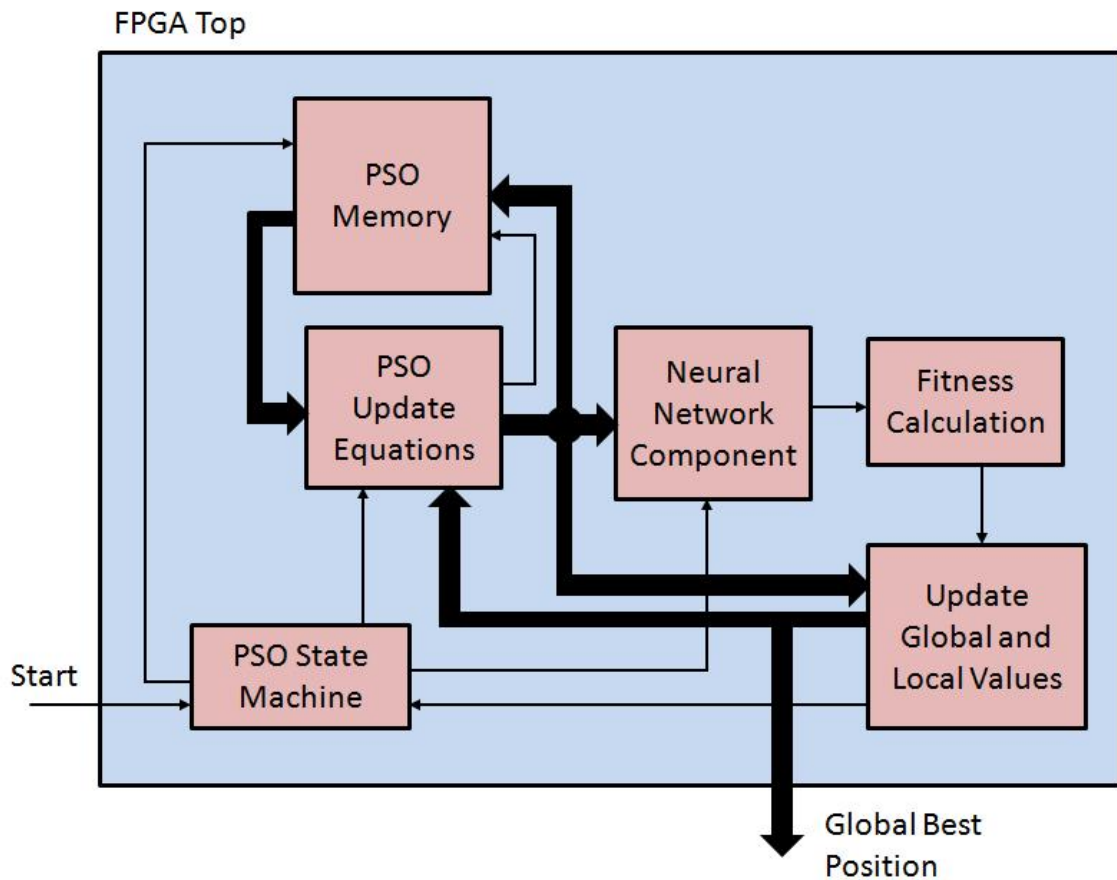 FPGA Top
PSO
Memory
PSO
Update
Equations
Neural
Network
Component
Fitness
Calculation
Update
Global and
Local Values
PSO State
Machine
Start
Global Best
Position